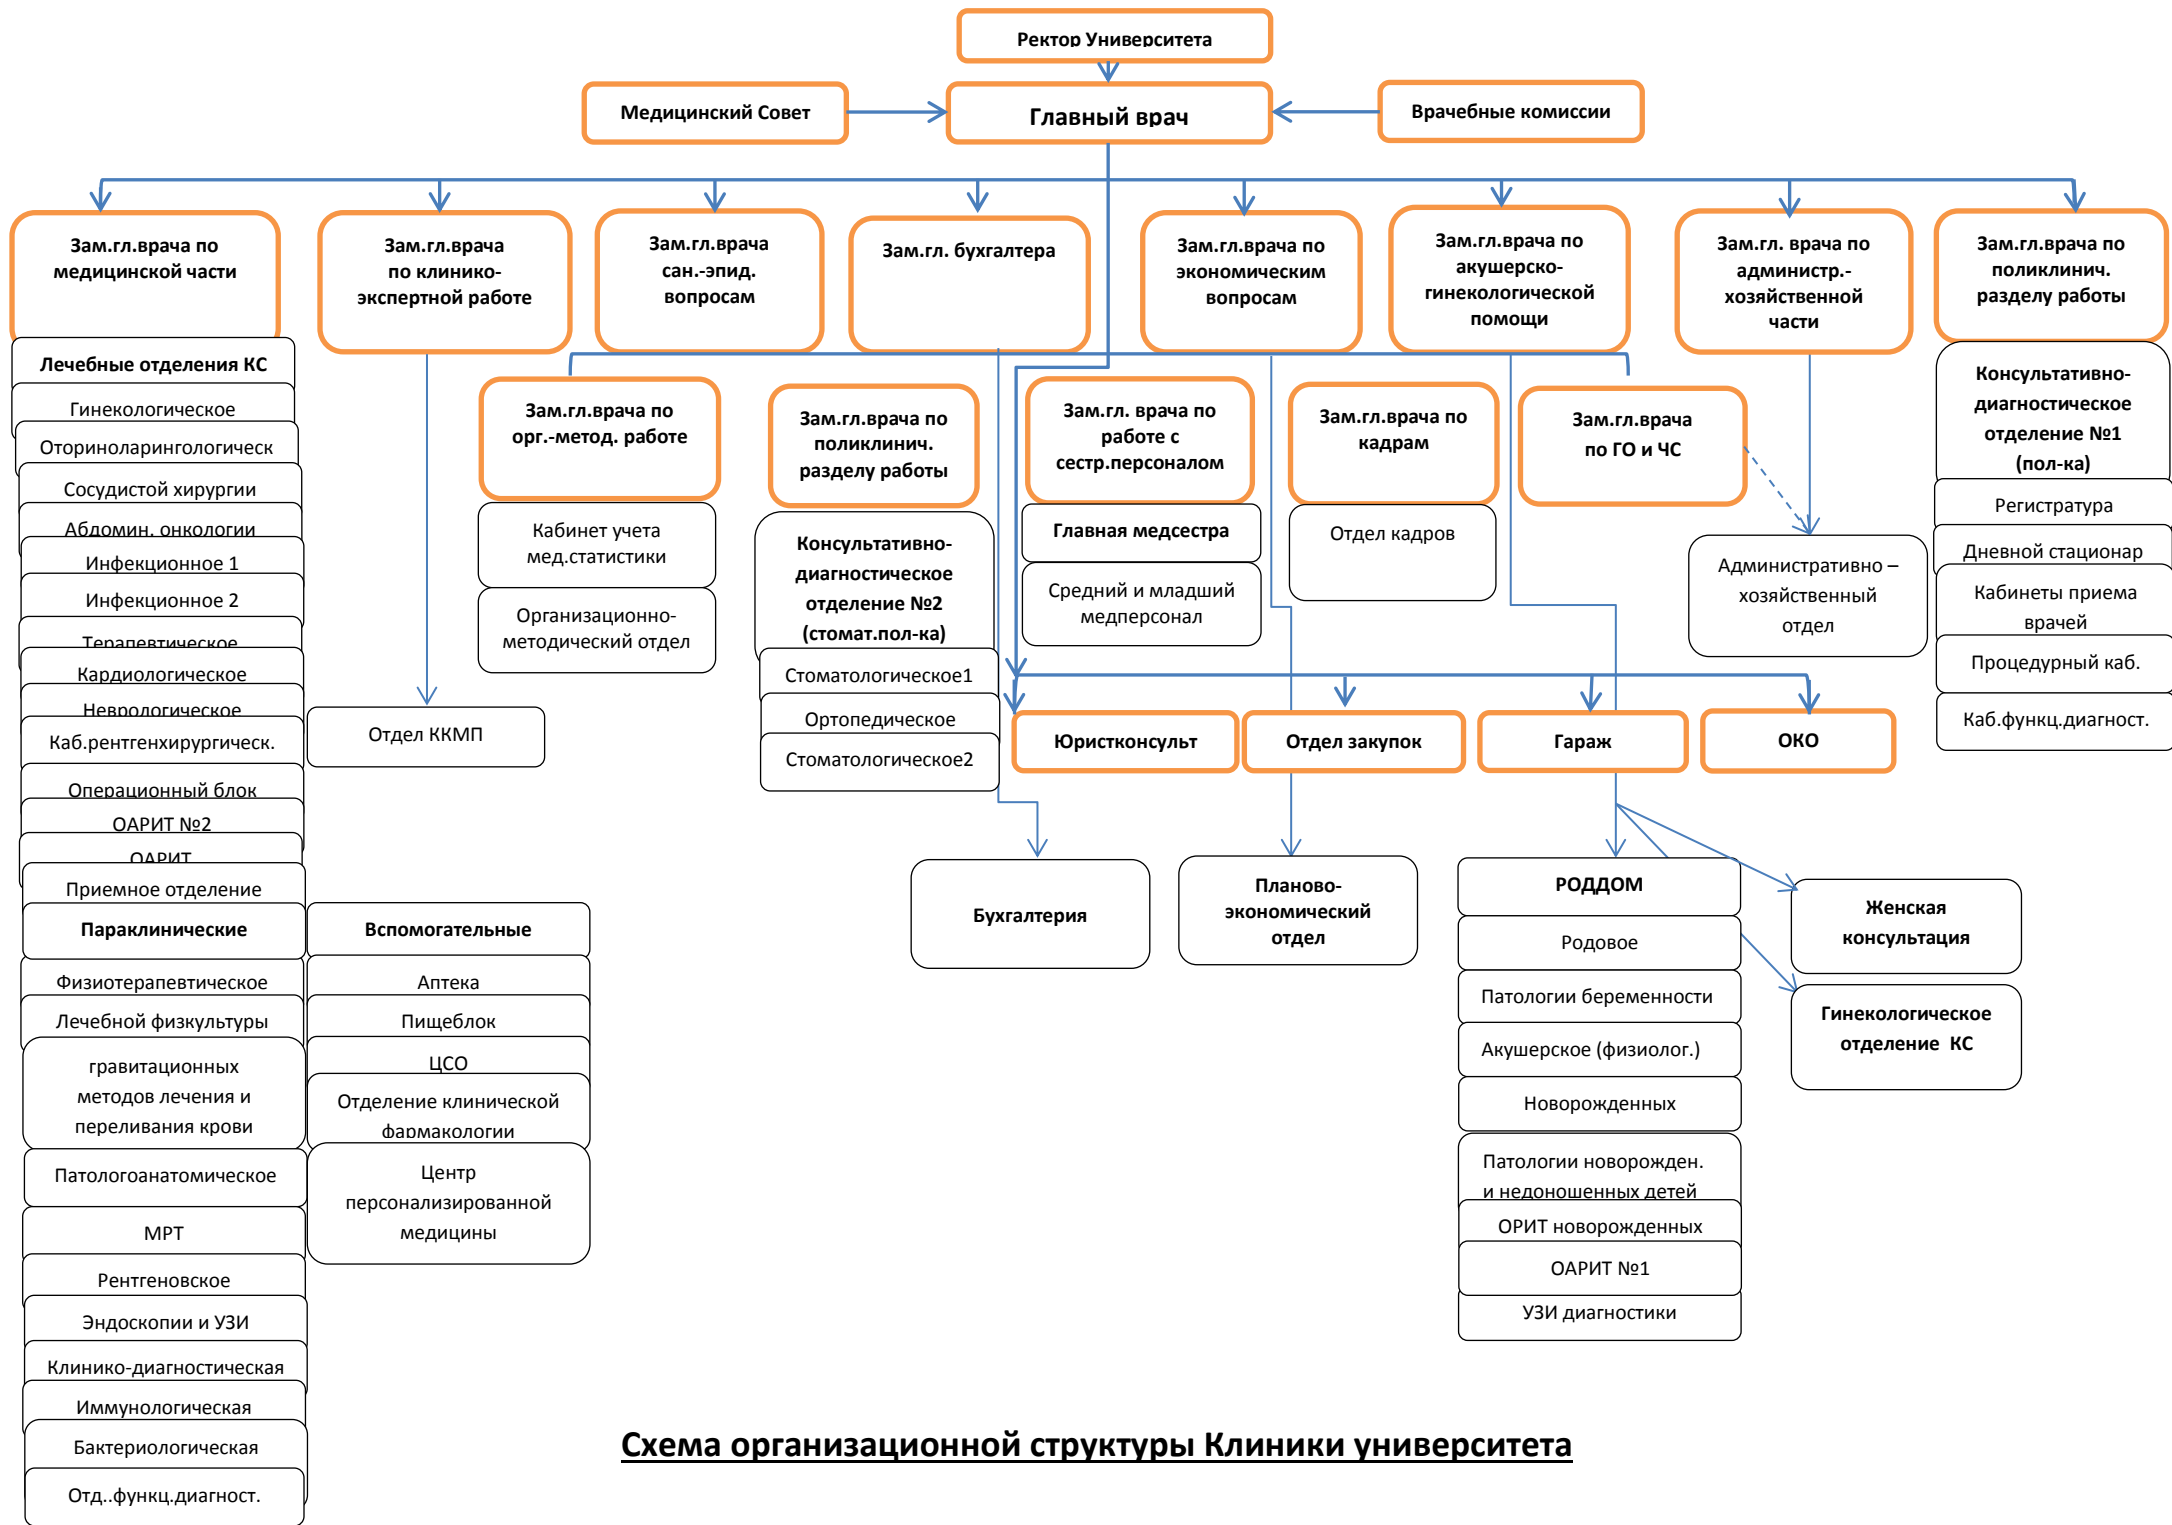 Ректор Университета
Медицинский Совет
Главный врач
Врачебные комиссии
Зам.гл.врача по
медицинской части
Зам.гл.врача
по клинико-
экспертной работе
Зам.гл.врача
сан.-эпид.
вопросам
Зам.гл. бухгалтера
Зам.гл.врача по
экономическим
вопросам
Зам.гл.врача по
акушерско-
гинекологической
помощи
Зам.гл. врача по
администр.-
хозяйственной
части
Зам.гл.врача по
поликлинич.
разделу работы
Лечебные отделения КС
Гинекологическое
Оториноларингологическ
Сосудистой хирургии
Абдомин. онкологии
Инфекционное 1
Инфекционное 2
Терапевтическое
Кардиологическое
Неврологическое
Каб.рентгенхирургическ.
Операционный блок
ОАРИТ №2
ОАРИТ
Приемное отделение
Параклинические
Физиотерапевтическое
Лечебной физкультуры
гравитационных
методов лечения и
переливания крови
Патологоанатомическое
МРТ
Рентгеновское
Эндоскопии и УЗИ
Клинико-диагностическая
Иммунологическая
Бактериологическая
Отд..функц.диагност.
Отдел ККМП
Вспомогательные
Аптека
Пищеблок
ЦСО
Отделение клинической
фармакологии
Центр
персонализированной
медицины
Зам.гл.врача по
орг.-метод. работе
Кабинет учета
мед.статистики
Организационно-
методический отдел
Зам.гл.врача по
поликлинич.
разделу работы
Консультативно-
диагностическое
отделение №2
(стомат.пол-ка)
Стоматологическое1
Ортопедическое
Стоматологическое2
Зам.гл. врача по
работе с
сестр.персоналом
Главная медсестра
Средний и младший
медперсонал
Зам.гл.врача по
кадрам
Отдел кадров
Зам.гл.врача
по ГО и ЧС
Административно –
хозяйственный
отдел
Консультативно-
диагностическое
отделение №1
(пол-ка)
Регистратура
Дневной стационар
Кабинеты приема
врачей
Процедурный каб.
Каб.функц.диагност.
Юристконсульт
Отдел закупок
Гараж
ОКО
Бухгалтерия
Планово-
экономический
отдел
РОДДОМ
Родовое
Патологии беременности
Акушерское (физиолог.)
Новорожденных
Патологии новорожден.
и недоношенных детей
ОРИТ новорожденных
ОАРИТ №1
УЗИ диагностики
Женская
консультация
Гинекологическое
отделение КС
Схема организационной структуры Клиники университета